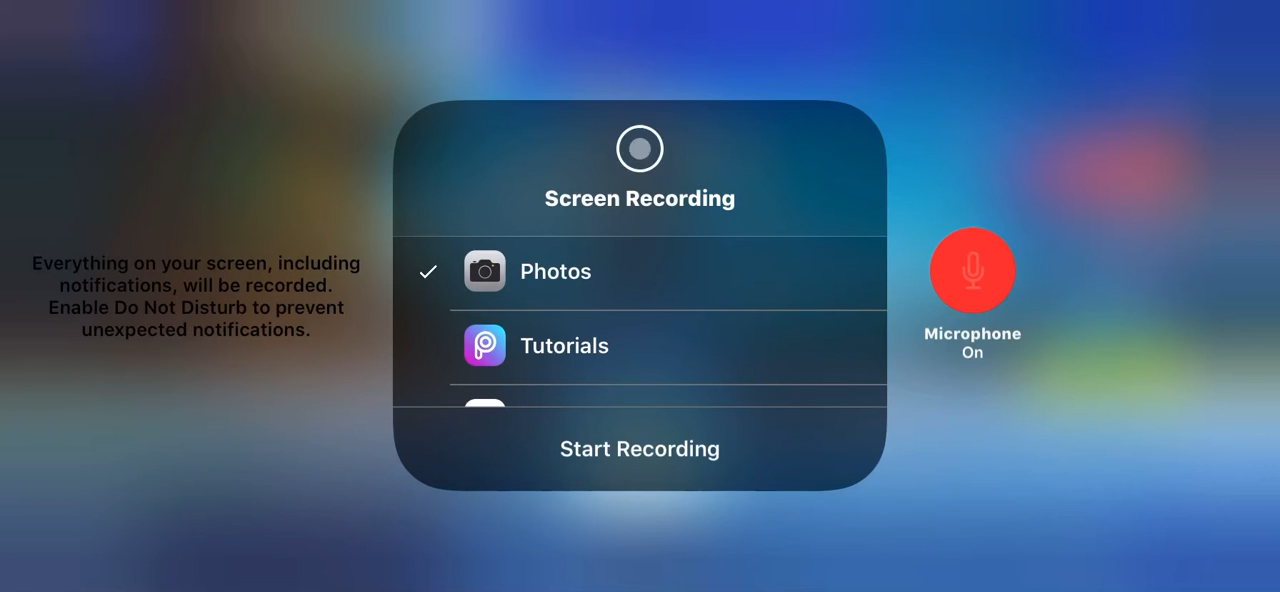 Everything on your screen, including
notifications, will be recorded.
Enable Do Not Disturb to prevent
unexpected notifications.
Screen Recording
Photos
Tutorials
Start Recording
Microphone
On